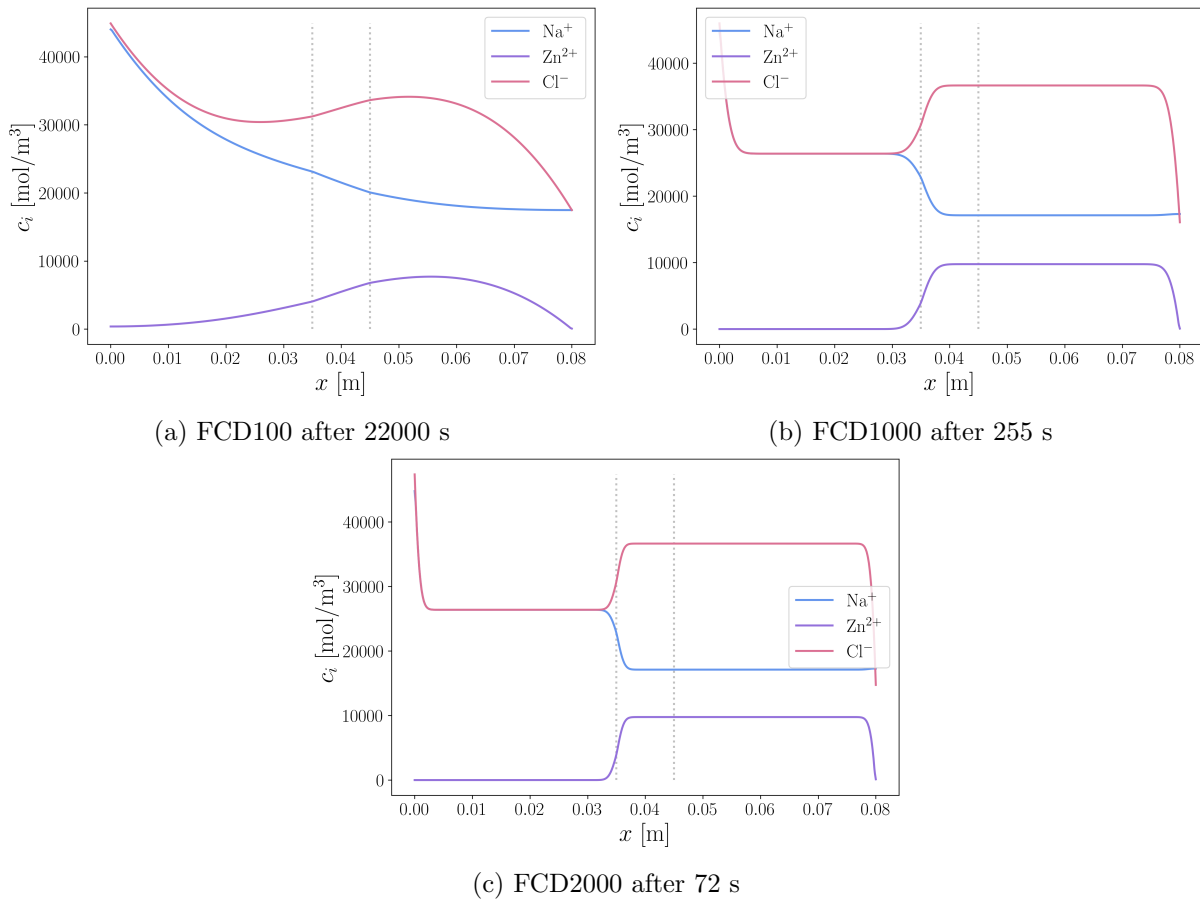 Na⁺
Zn²⁺
Cl⁻
40000
30000
20000
10000
0
cᵢ [mol/m³]
0.00 0.01 0.02 0.03 0.04 0.05 0.06 0.07 0.08
x [m]
(a) FCD100 after 22000 s
Na⁺
Zn²⁺
Cl⁻
40000
30000
20000
10000
0
cᵢ [mol/m³]
0.00 0.01 0.02 0.03 0.04 0.05 0.06 0.07 0.08
x [m]
(b) FCD1000 after 255 s
40000
30000
20000
10000
0
cᵢ [mol/m³]
Na⁺
Zn²⁺
Cl⁻
0.00 0.01 0.02 0.03 0.04 0.05 0.06 0.07 0.08
x [m]
(c) FCD2000 after 72 s